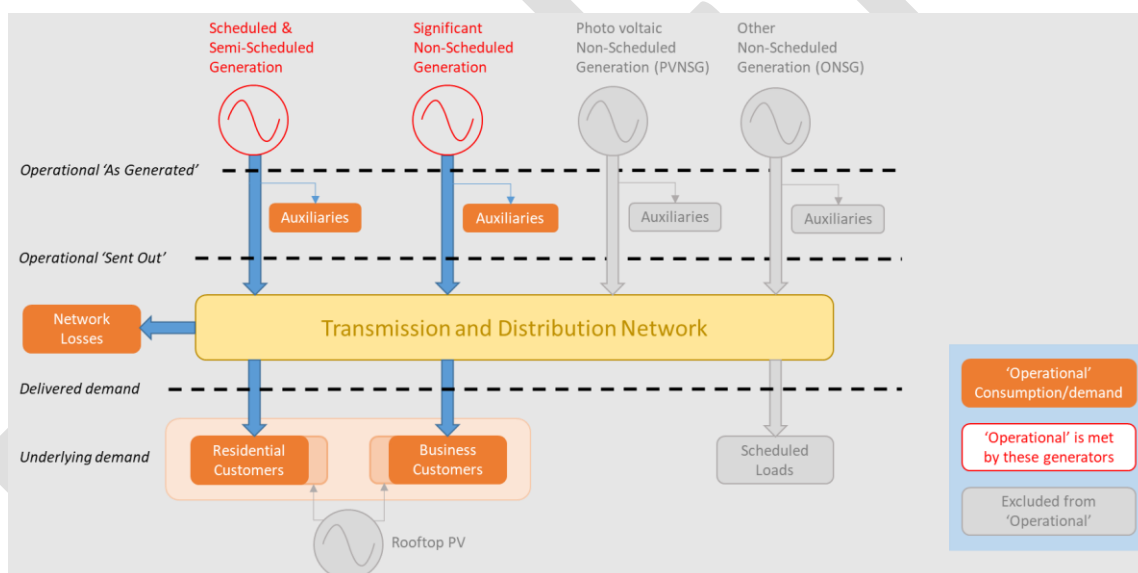 Scheduled &
Semi-Scheduled
Generation
Significant
Non-Scheduled
Generation
Photo voltaic
Non-Scheduled
Generation (PVNSG)
Other
Non-Scheduled
Generation (ONSG)
Operational ‘As Generated’
Auxiliaries
Auxiliaries
Auxiliaries
Auxiliaries
Operational ‘Sent Out’
Network
Losses
Transmission and Distribution Network
Delivered demand
Underlying demand
Residential
Customers
Business
Customers
Scheduled
Loads
Rooftop PV
‘Operational’
Consumption/demand
‘Operational’ is met
by these generators
Excluded from
‘Operational’